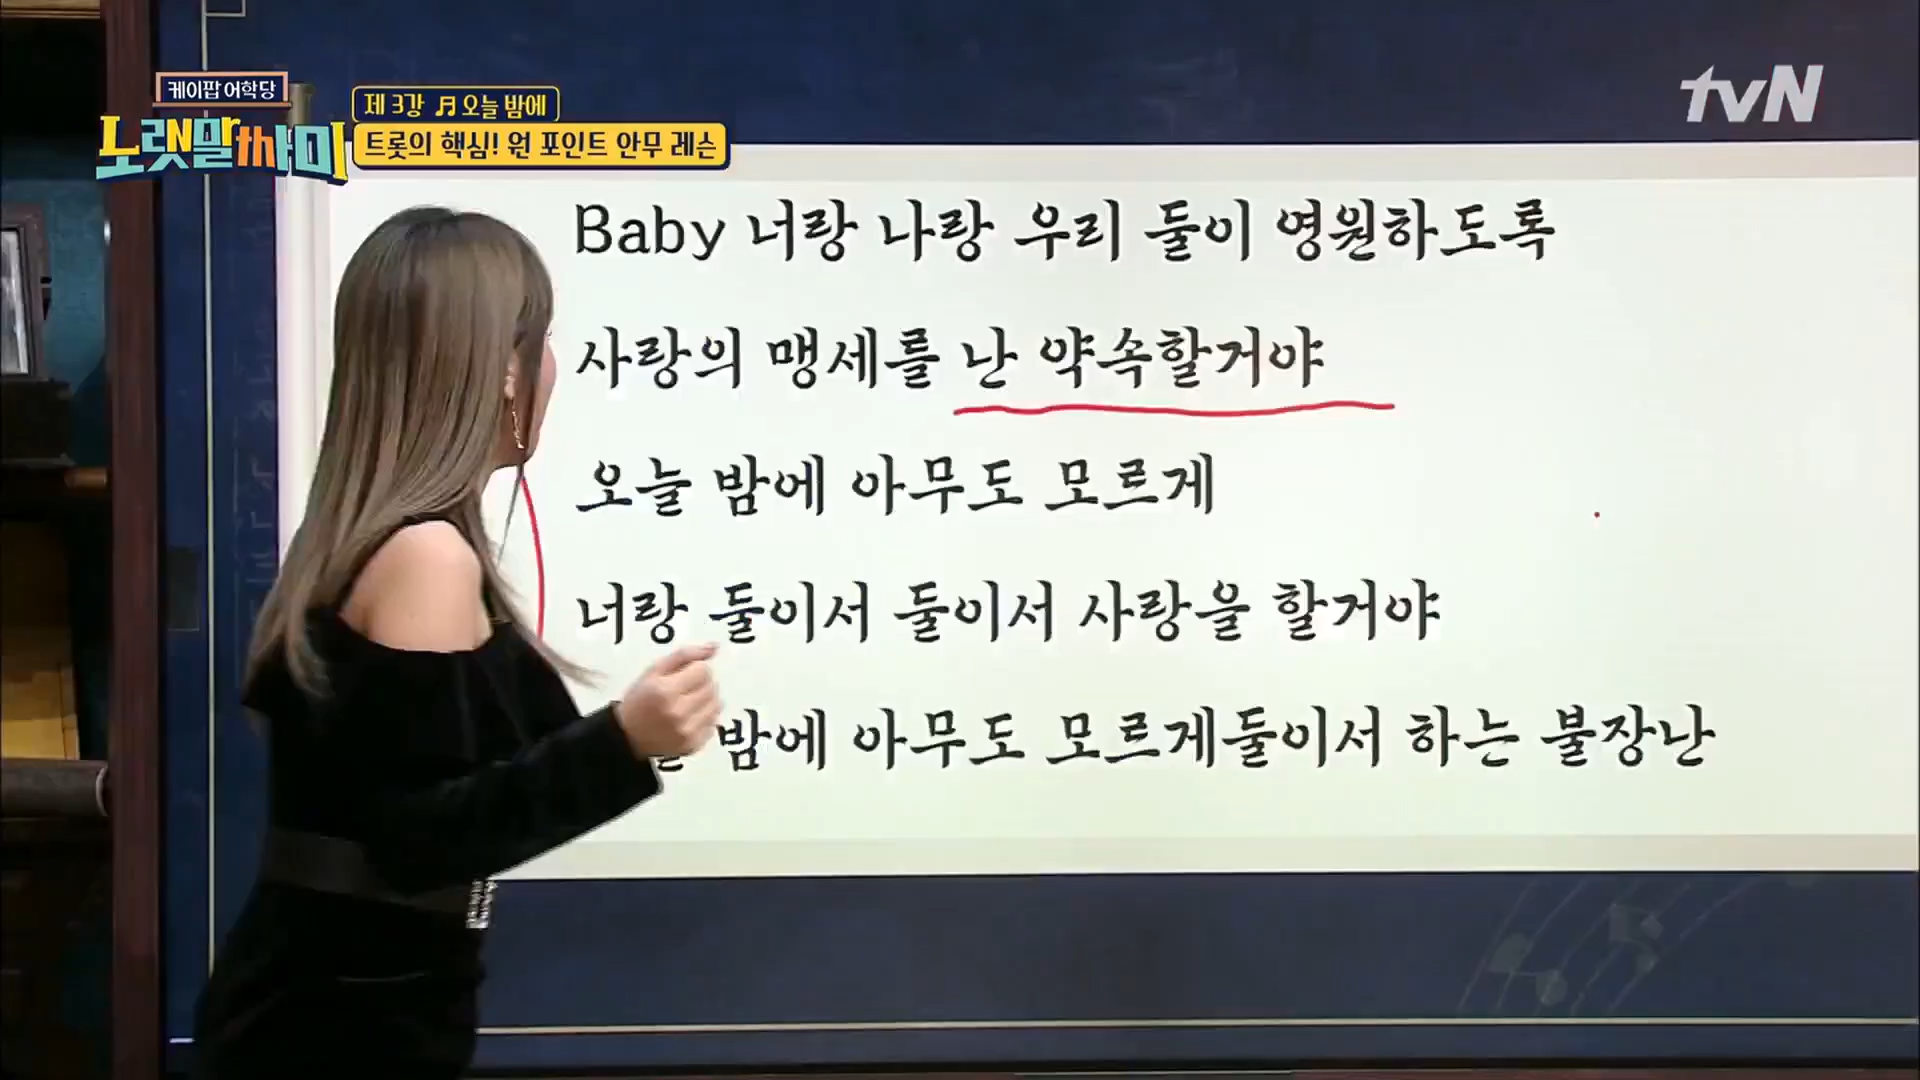 케이팝 어학당
노랫말싸미
제 3강 ♬ 오늘 밤에
트롯의 핵심! 원 포인트 안무 레슨
tvN
Baby 너랑 나랑 우리 둘이 영원하도록
사랑의 맹세를 난 약속할거야
오늘 밤에 아무도 모르게
너랑 둘이서 둘이서 사랑을 할거야
밤에 아무도 모르게둘이서 하는 불장난